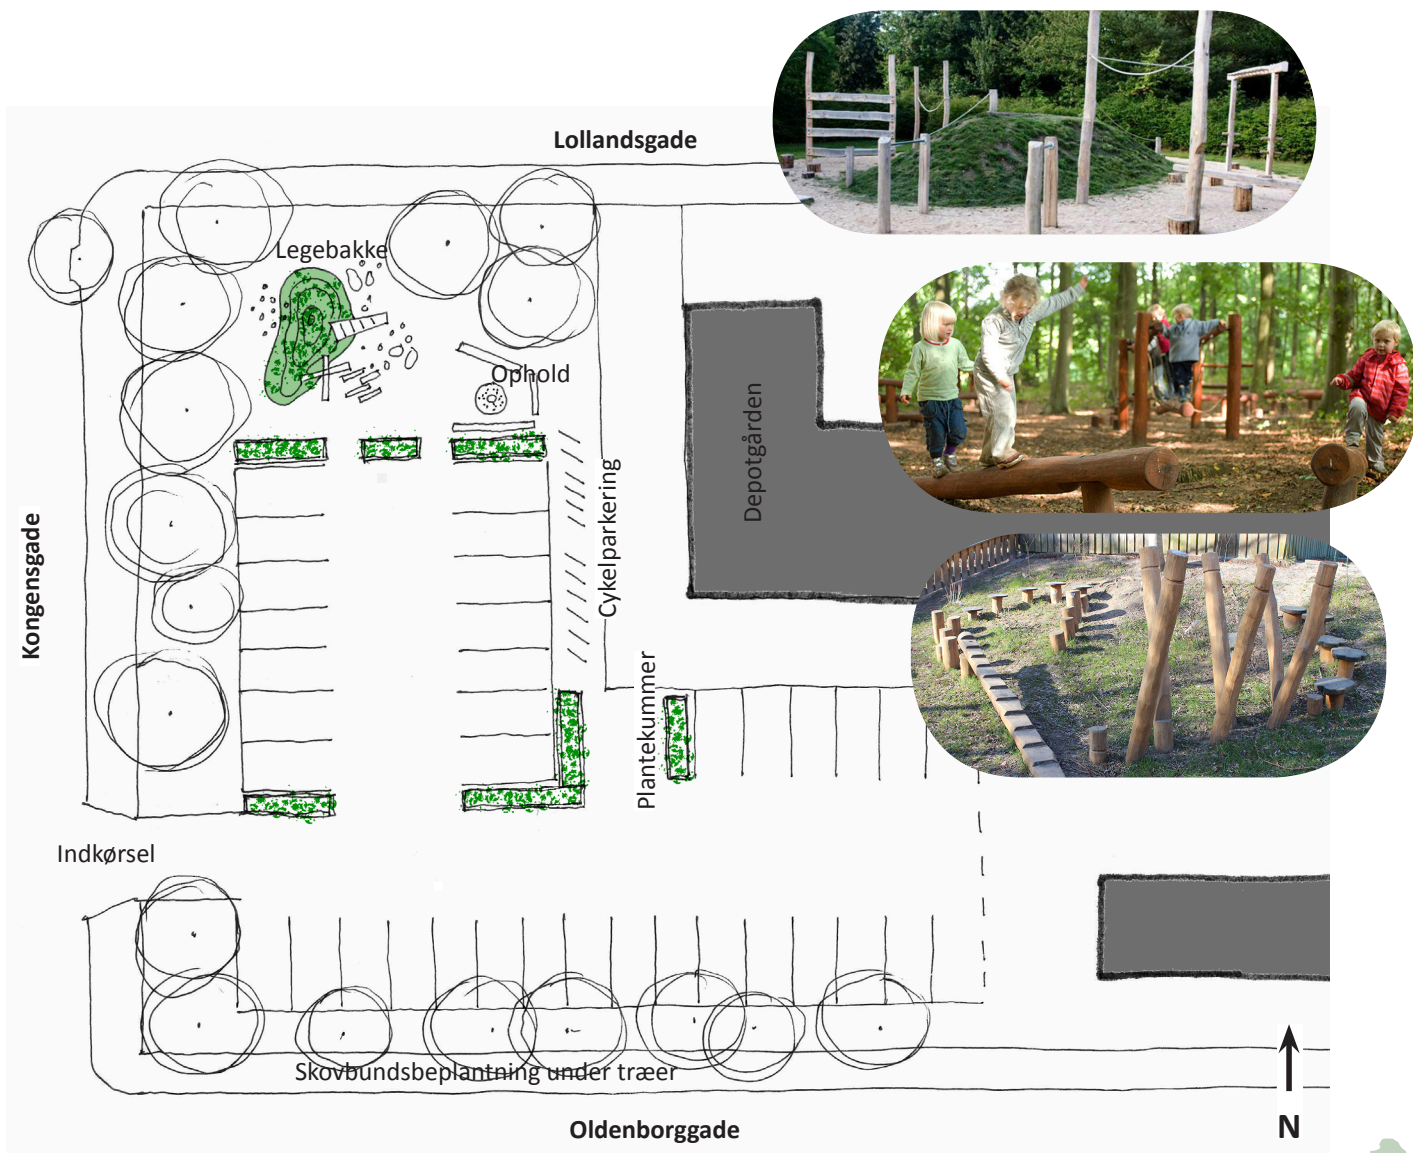 Lollandsgade
Legebakke
Ophold
Depotgården
Cykelparkering
Kongensgade
Plantekummer
Indkørsel
Skovbundsbeplantning under træer
Oldenborggade
N